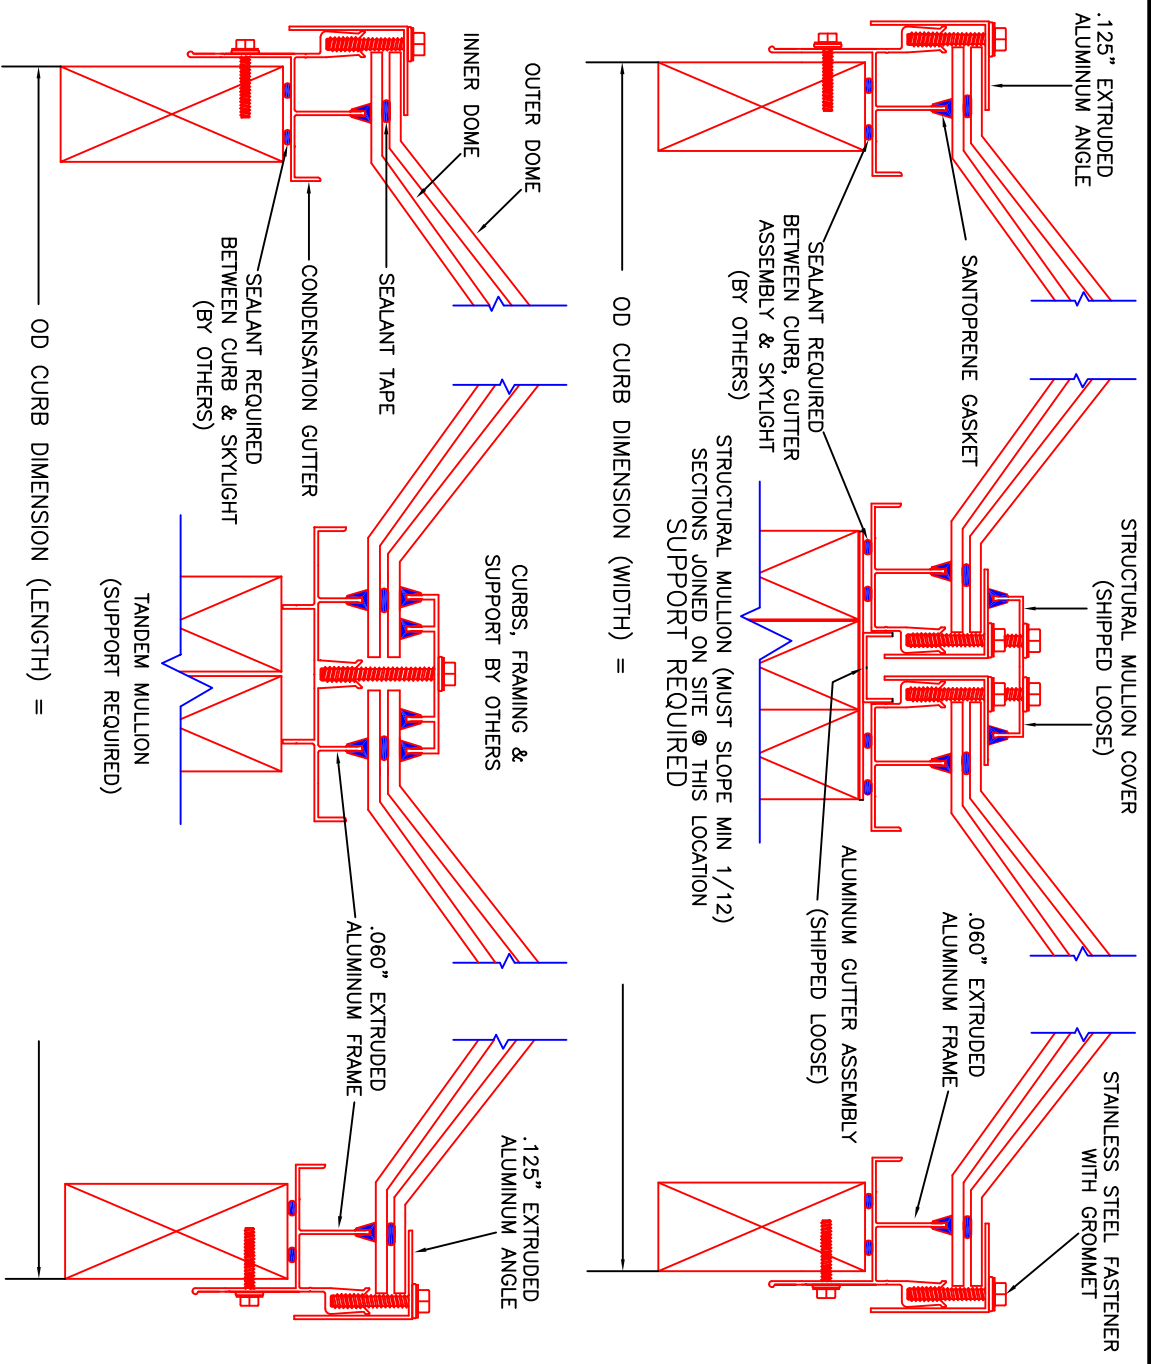 .125" EXTRUDED
ALUMINUM ANGLE
SANTOPRENE GASKET
STRUCTURAL MULLION COVER
(SHIPPED LOOSE)
STAINLESS STEEL FASTENER
WITH GROMMET
SEALANT REQUIRED
BETWEEN CURB, GUTTER
ASSEMBLY & SKYLIGHT
(BY OTHERS)
ALUMINUM GUTTER ASSEMBLY
(SHIPPED LOOSE)
.060" EXTRUDED
ALUMINUM FRAME
STRUCTURAL MULLION (MUST SLOPE MIN 1/12)
SECTIONS JOINED ON SITE @ THIS LOCATION
SUPPORT REQUIRED
OD CURB DIMENSION (WIDTH) =
OUTER DOME
INNER DOME
SEALANT TAPE
CONDENSATION GUTTER
SEALANT REQUIRED
BETWEEN CURB & SKYLIGHT
(BY OTHERS)
CURBS, FRAMING &
SUPPORT BY OTHERS
.060" EXTRUDED
ALUMINUM FRAME
.125" EXTRUDED
ALUMINUM ANGLE
TANDEM MULLION
(SUPPORT REQUIRED)
OD CURB DIMENSION (LENGTH) =